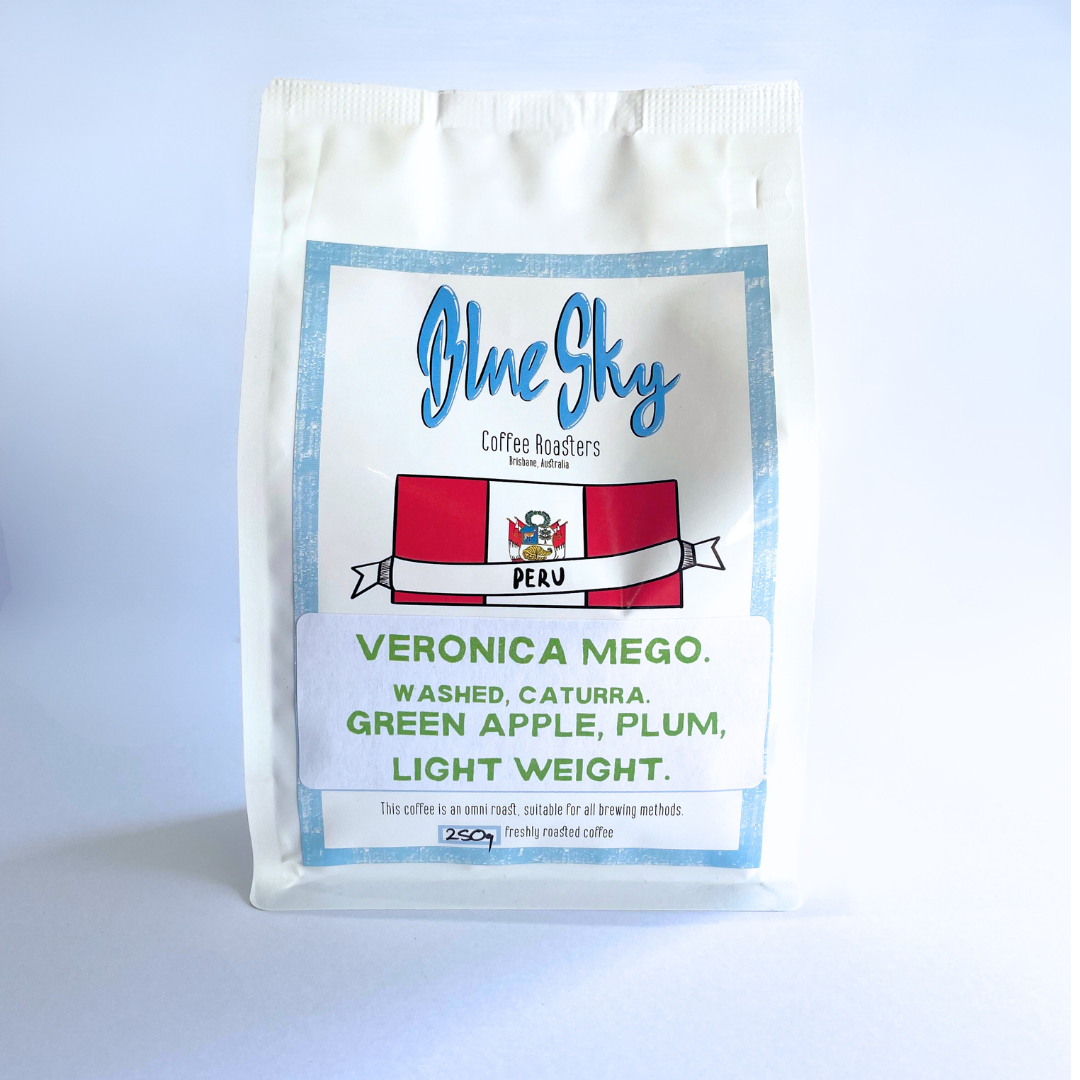 Blue Sky
Coffee Roasters
Brisbane, Australia
PERU
VERONICA MEGO.
WASHED, CATURRA.
GREEN APPLE, PLUM,
LIGHT WEIGHT.
This coffee is an omni roast, suitable for all brewing methods.
250g freshly roasted coffee